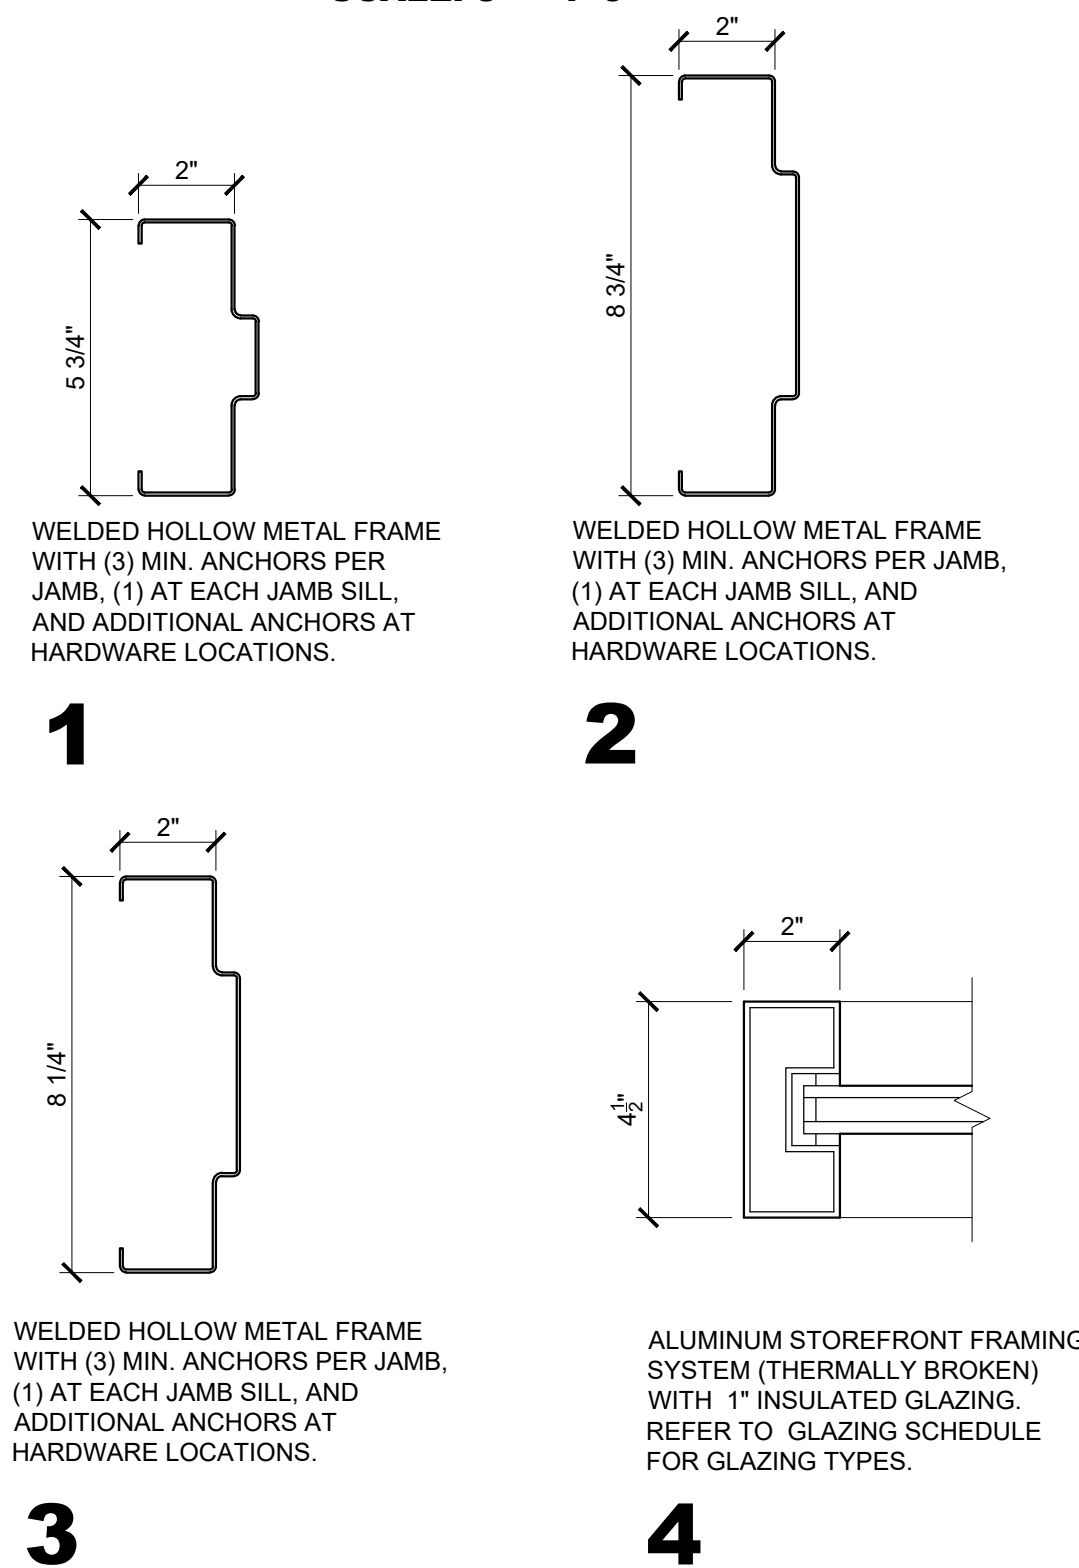 2"
5 3/4"
WELDED HOLLOW METAL FRAME
WITH (3) MIN. ANCHORS PER
JAMB, (1) AT EACH JAMB SILL,
AND ADDITIONAL ANCHORS AT
HARDWARE LOCATIONS.
1
2"
8 3/4"
WELDED HOLLOW METAL FRAME
WITH (3) MIN. ANCHORS PER JAMB,
(1) AT EACH JAMB SILL, AND
ADDITIONAL ANCHORS AT
HARDWARE LOCATIONS.
2
2"
8 1/4"
WELDED HOLLOW METAL FRAME
WITH (3) MIN. ANCHORS PER JAMB,
(1) AT EACH JAMB SILL, AND
ADDITIONAL ANCHORS AT
HARDWARE LOCATIONS.
3
2"
4 1/2"
ALUMINUM STOREFRONT FRAMING
SYSTEM (THERMALLY BROKEN)
WITH 1" INSULATED GLAZING.
REFER TO GLAZING SCHEDULE
FOR GLAZING TYPES.
4